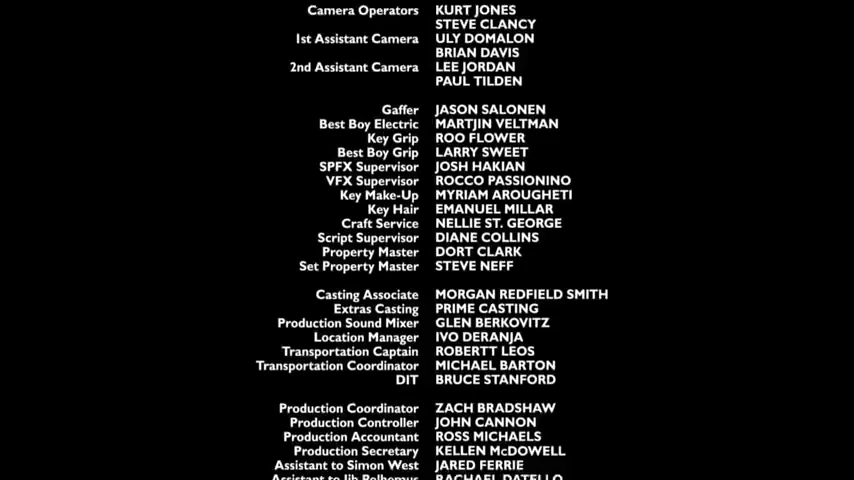 Camera Operators KURT JONES
STEVE CLANCY
1st Assistant Camera ULY DOMALON
BRIAN DAVIS
2nd Assistant Camera LEE JORDAN
PAUL TILDEN
Gaffer JASON SALONEN
Best Boy Electric MARTJIN VELTMAN
Key Grip ROO FLOWER
Best Boy Grip LARRY SWEET
SPFX Supervisor JOSH HAKIAN
VFX Supervisor ROCCO PASSIONINO
Key Make-Up MYRIAM AROUGHETI
Key Hair EMANUEL MILLAR
Craft Service NELLIE ST. GEORGE
Script Supervisor DIANE COLLINS
Property Master DORT CLARK
Set Property Master STEVE NEFF
Casting Associate MORGAN REDFIELD SMITH
Extras Casting PRIME CASTING
Production Sound Mixer GLEN BERKOVITZ
Location Manager IVO DERANJA
Transportation Captain ROBERTT LEOS
Transportation Coordinator MICHAEL BARTON
DIT BRUCE STANFORD
Production Coordinator ZACH BRADSHAW
Production Controller JOHN CANNON
Production Accountant ROSS MICHAELS
Production Secretary KELLEN McDOWELL
Assistant to Simon West JARED FERRIE
Assistant to Jib Polhemus RACHAEL DATELLO